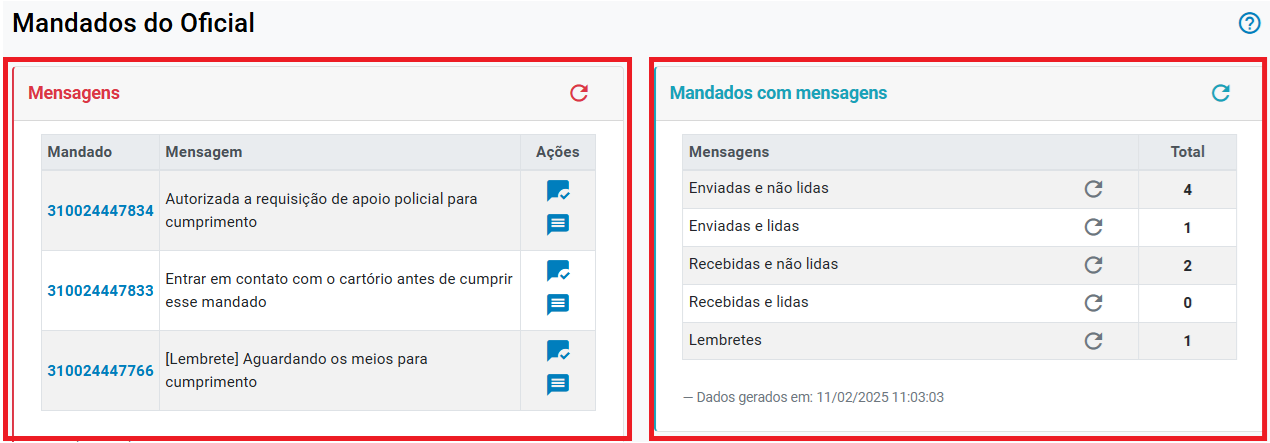 Mandados do Oficial
Mensagens
Mandado Mensagem Ações
310024447834 Autorizada a requisição de apoio policial para
cumprimento
310024447833 Entrar em contato com o cartório antes de cumprir
esse mandado
310024447766 [Lembrete] Aguardando os meios para
cumprimento
Mandados com mensagens
Mensagens Total
Enviadas e não lidas 4
Enviadas e lidas 1
Recebidas e não lidas 2
Recebidas e lidas 0
Lembretes 1
— Dados gerados em: 11/02/2025 11:03:03